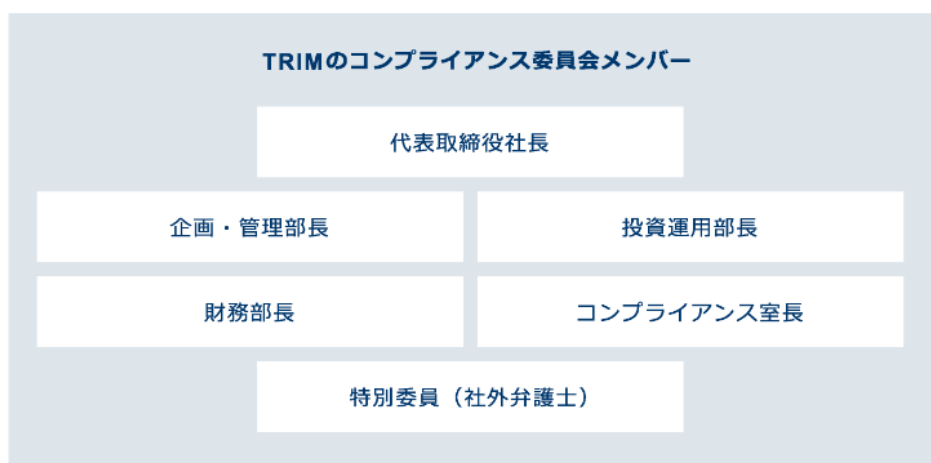 TRIMのコンプライアンス委員会メンバー
代表取締役社長
企画・管理部長
投資運用部長
財務部長
コンプライアンス室長
特別委員（社外弁護士）